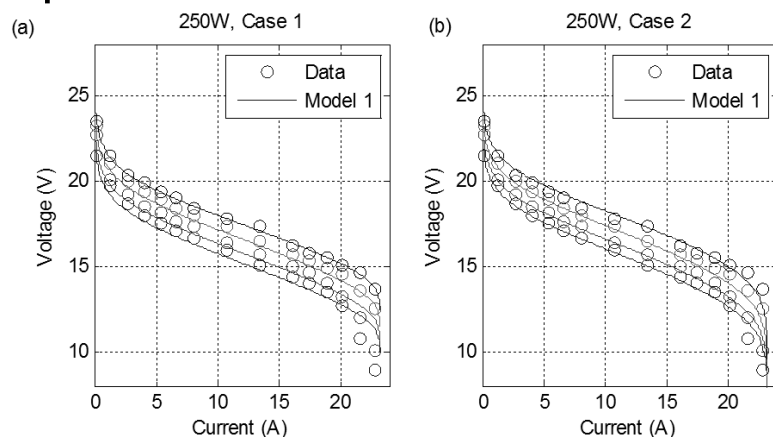 (a)
250W, Case 1
Data
Model 1
25
20
15
10
Voltage (V)
0 5 10 15 20
Current (A)
(b)
250W, Case 2
Data
Model 1
25
20
15
10
Voltage (V)
0 5 10 15 20
Current (A)